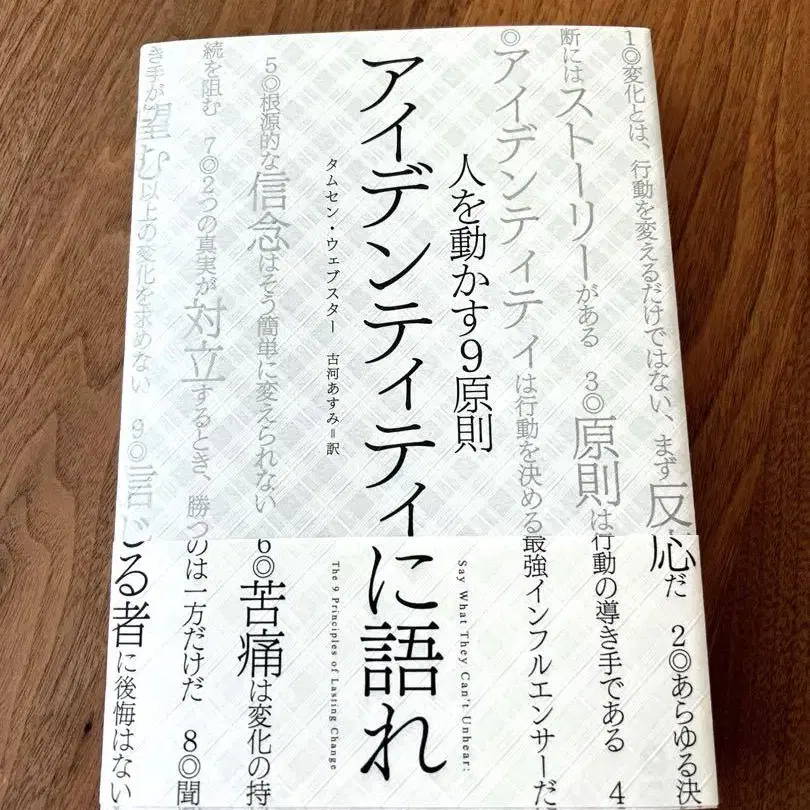 1◎変化とは、行動を変えるだけではない、まず反応だ 2◎あらゆる決
断にはストーリーがある 3◎原則は行動の導き手である 4
◎アイデンティティは行動を決める最強インフルエンサーだ
人を動かす9原則
Say What They Can't Unhear:
アイデンティティに語れ
The 9 Principles of Lasting Change
タムセン・ウェブスター 古河あすみ=訳
5◎根源的な信念はそう簡単に変えられない 6◎苦痛は変化の持
続を阻む 7◎2つの真実が対立するとき、勝つのは一方だけだ 8◎聞
き手が望む以上の変化を求めない 9◎信じる者に後悔はない